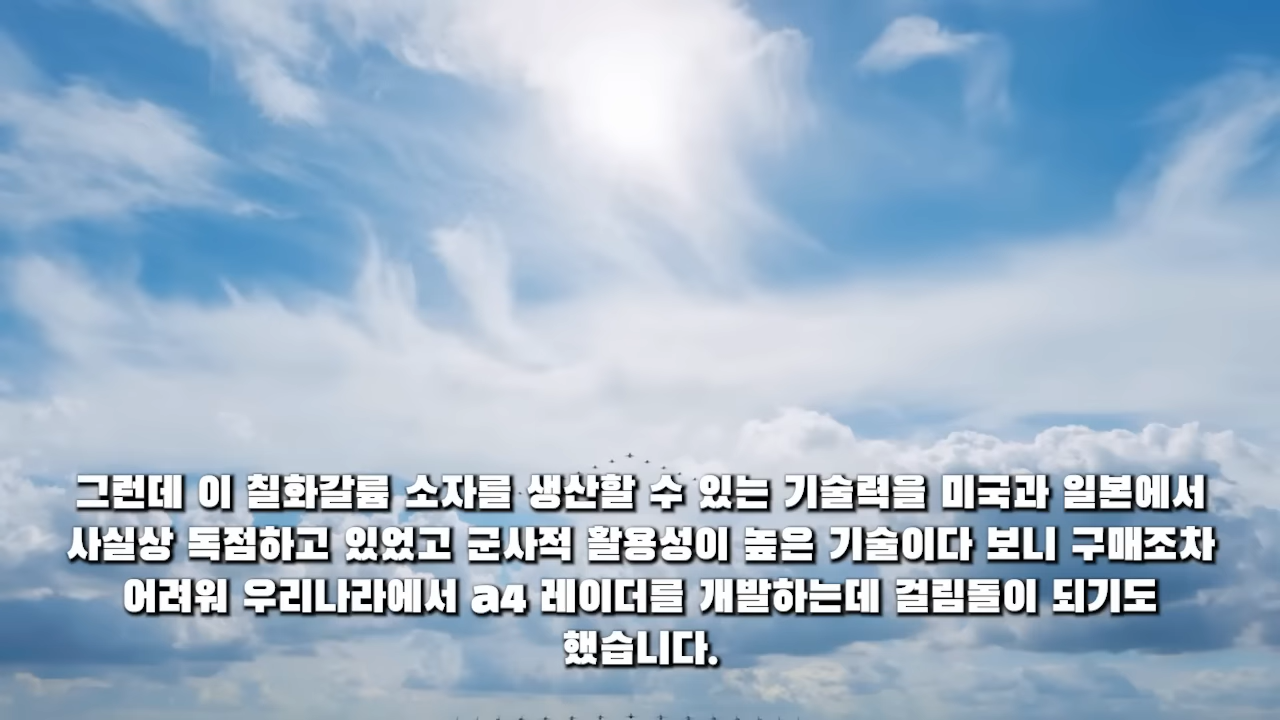 그런데 이 칠화갈륨 소자를 생산할 수 있는 기술력을 미국과 일본에서
사실상 독점하고 있었고 군사적 활용성이 높은 기술이다 보니 구매조차
어려워 우리나라에서 a4 레이더를 개발하는데 걸림돌이 되기도
했습니다.